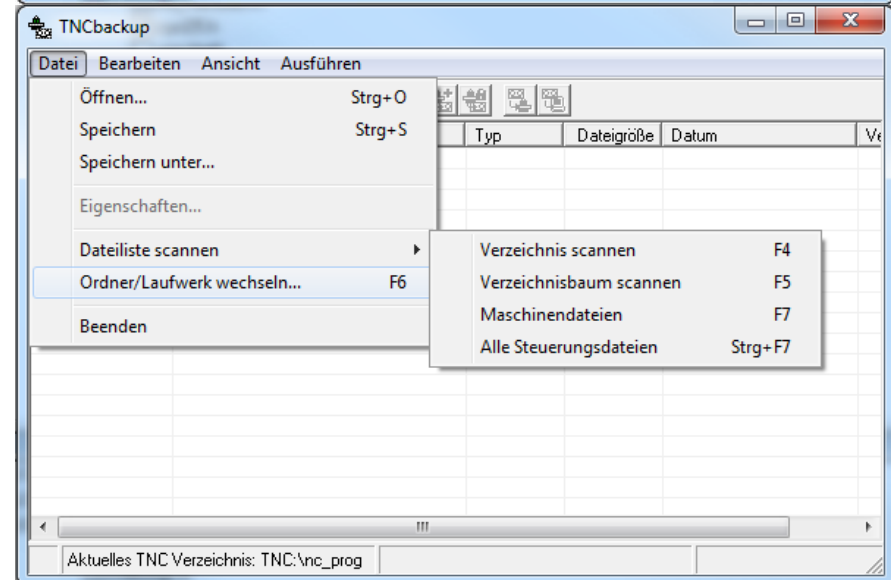 TNCbackup
Datei Bearbeiten Ansicht Ausführen
Öffnen... Strg+O
Speichern Strg+S
Speichern unter...
Eigenschaften...
Dateiliste scannen
Ordner/Laufwerk wechseln... F6
Beenden
Typ Dateigröße Datum
Verzeichnis scannen F4
Verzeichnisbaum scannen F5
Maschinendateien F7
Alle Steuerungsdateien Strg+F7
Aktuelles TNC Verzeichnis: TNC:\nc_prog